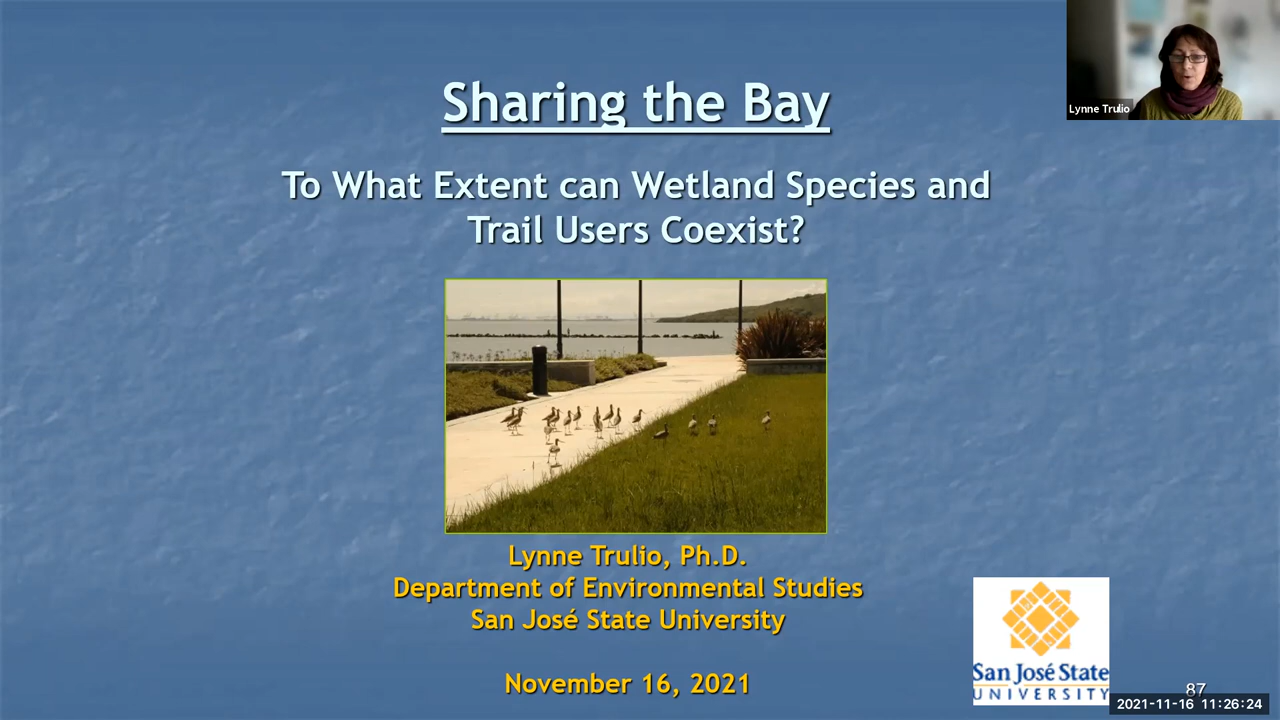 Sharing the Bay
To What Extent can Wetland Species and
Trail Users Coexist?
Lynne Trulio
Lynne Trulio, Ph.D.
Department of Environmental Studies
San José State University
November 16, 2021
San José State
UNIVERSITY
87
2021-11-16 11:26:24